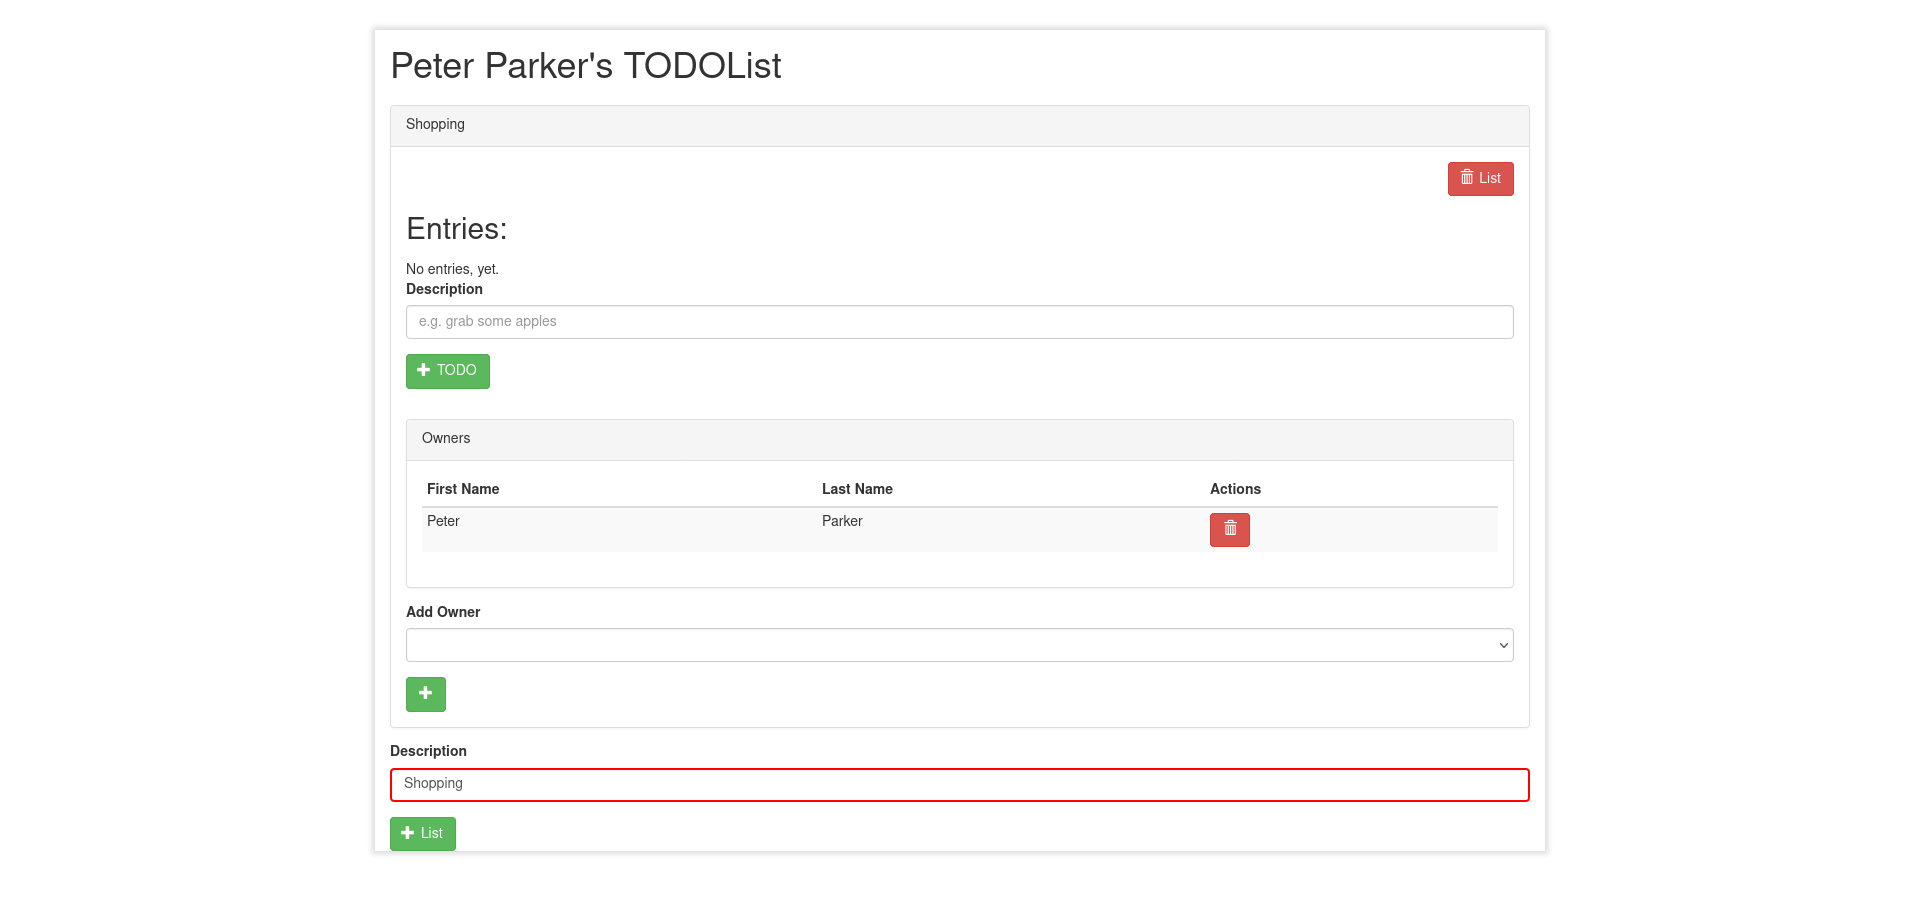 Peter Parker's TODOList
Shopping
List
Entries:
No entries, yet.
Description
e.g. grab some apples
TODO
Owners
First Name Last Name Actions
Peter Parker
Add Owner
Description
Shopping
List